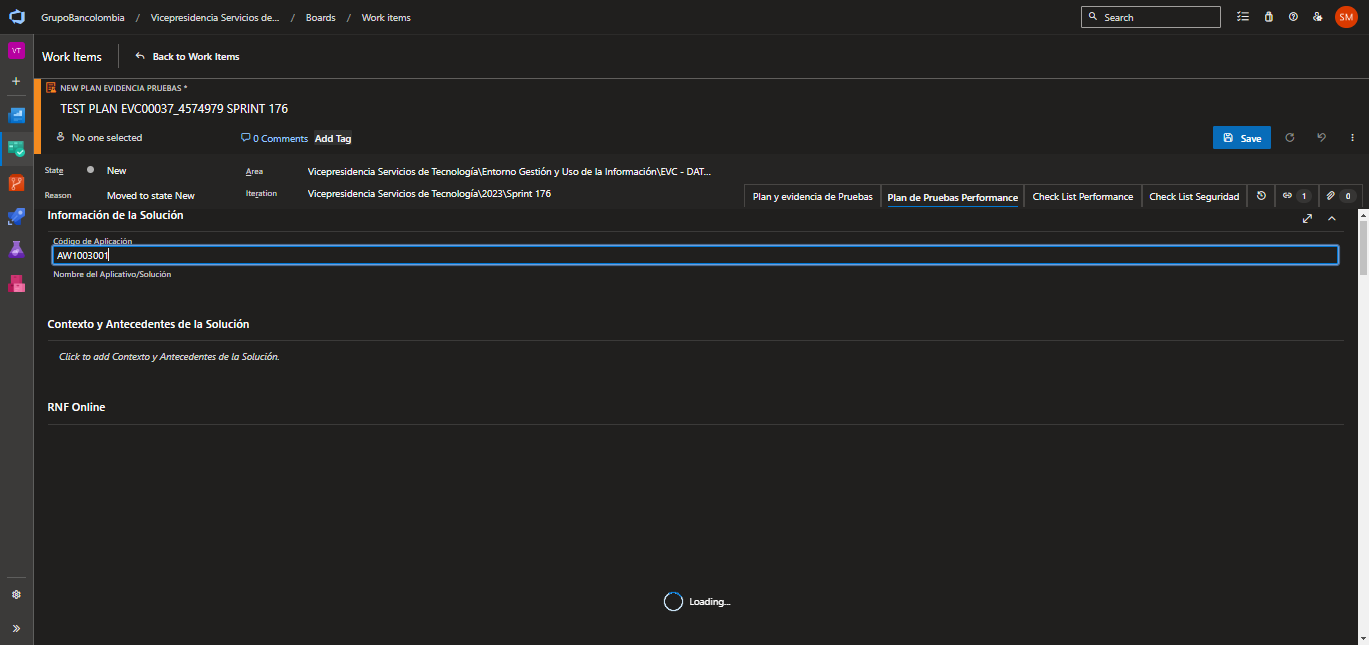 GrupoBancolombia / Vicepresidencia Servicios de... / Boards / Work items
Search
SM
VT
Work Items
Back to Work Items
NEW PLAN EVIDENCIA PRUEBAS *
TEST PLAN EVC00037_4574979 SPRINT 176
No one selected
0 Comments
Add Tag
Save
State
New
Area
Vicepresidencia Servicios de Tecnología\Entorno Gestión y Uso de la Información\EVC - DAT...
Reason
Moved to state New
Iteration
Vicepresidencia Servicios de Tecnología\2023\Sprint 176
Plan y evidencia de Pruebas
Plan de Pruebas Performance
Check List Performance
Check List Seguridad
1
0
Información de la Solución
Código de Aplicación
AW1003001
Nombre del Aplicativo/Solución
Contexto y Antecedentes de la Solución
Click to add Contexto y Antecedentes de la Solución.
RNF Online
Loading...